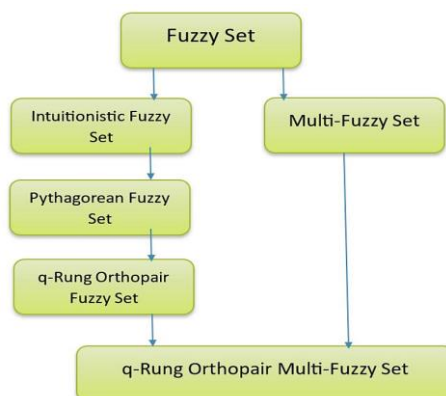 Fuzzy Set
Intuitionistic Fuzzy
Set
Multi-Fuzzy Set
Pythagorean Fuzzy
Set
q-Rung Orthopair
Fuzzy Set
q-Rung Orthopair Multi-Fuzzy Set